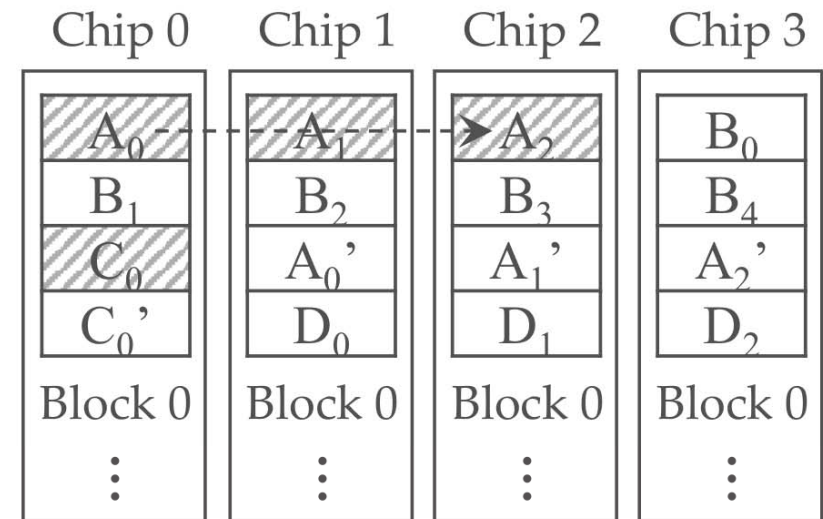 Chip 0 Chip 1 Chip 2 Chip 3
A₀ A₁ A₂ B₀
B₁ B₂ B₃ B₄
C₀ A₀’ A₁’ A₂’
C₀’ D₀ D₁ D₂
Block 0 Block 0 Block 0 Block 0
⋮ ⋮ ⋮ ⋮